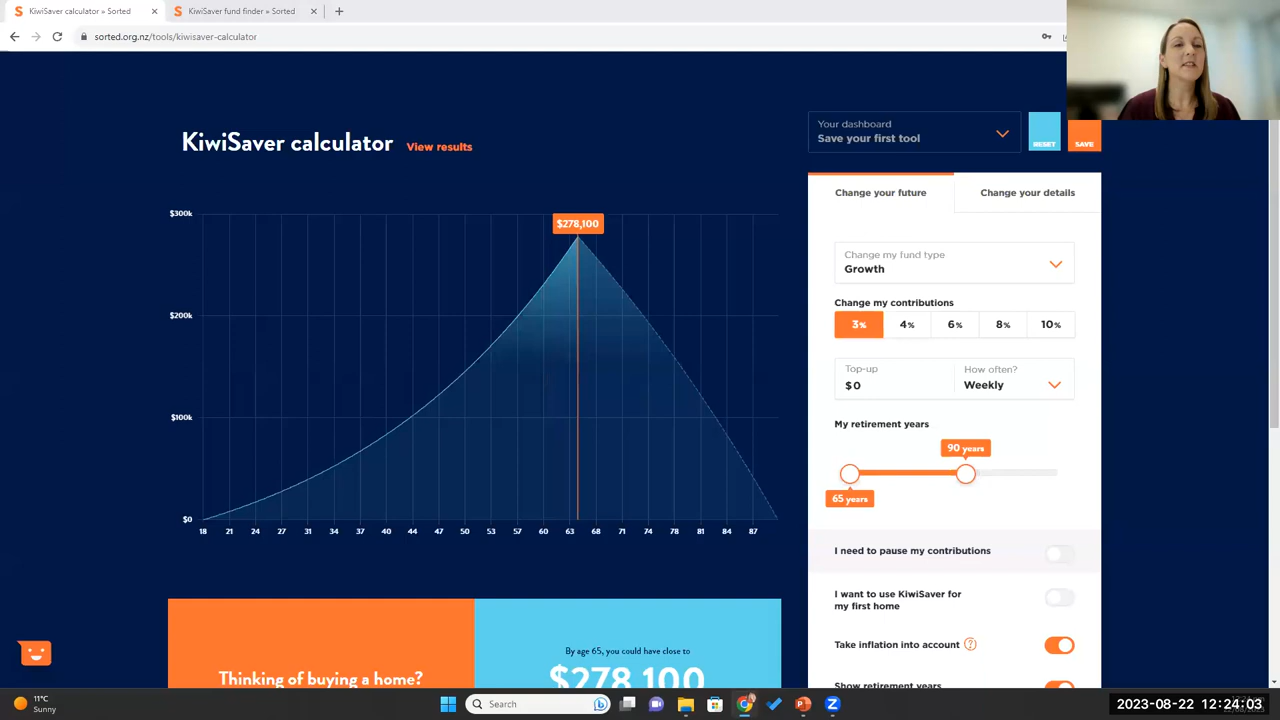 KiwiSaver calculator » Sorted
KiwiSaver fund finder » Sorted
sorted.org.nz/tools/kiwisaver-calculator
KiwiSaver calculator
View results
Your dashboard
Save your first tool
RESET
SAVE
Change your future
Change your details
Change my fund type
Growth
Change my contributions
3% 4% 6% 8% 10%
Top-up
$0
How often?
Weekly
My retirement years
90 years
65 years
I need to pause my contributions
I want to use KiwiSaver for
my first home
Take inflation into account ?
Show retirement years
$278,100
$300k
$200k
$100k
$0
18 21 24 27 31 34 37 40 44 47 50 53 57 60 63 68 71 74 78 81 84 87
Thinking of buying a home?
By age 65, you could have close to
$278,100
11°C
Sunny
Search
2023-08-22 12:24:03